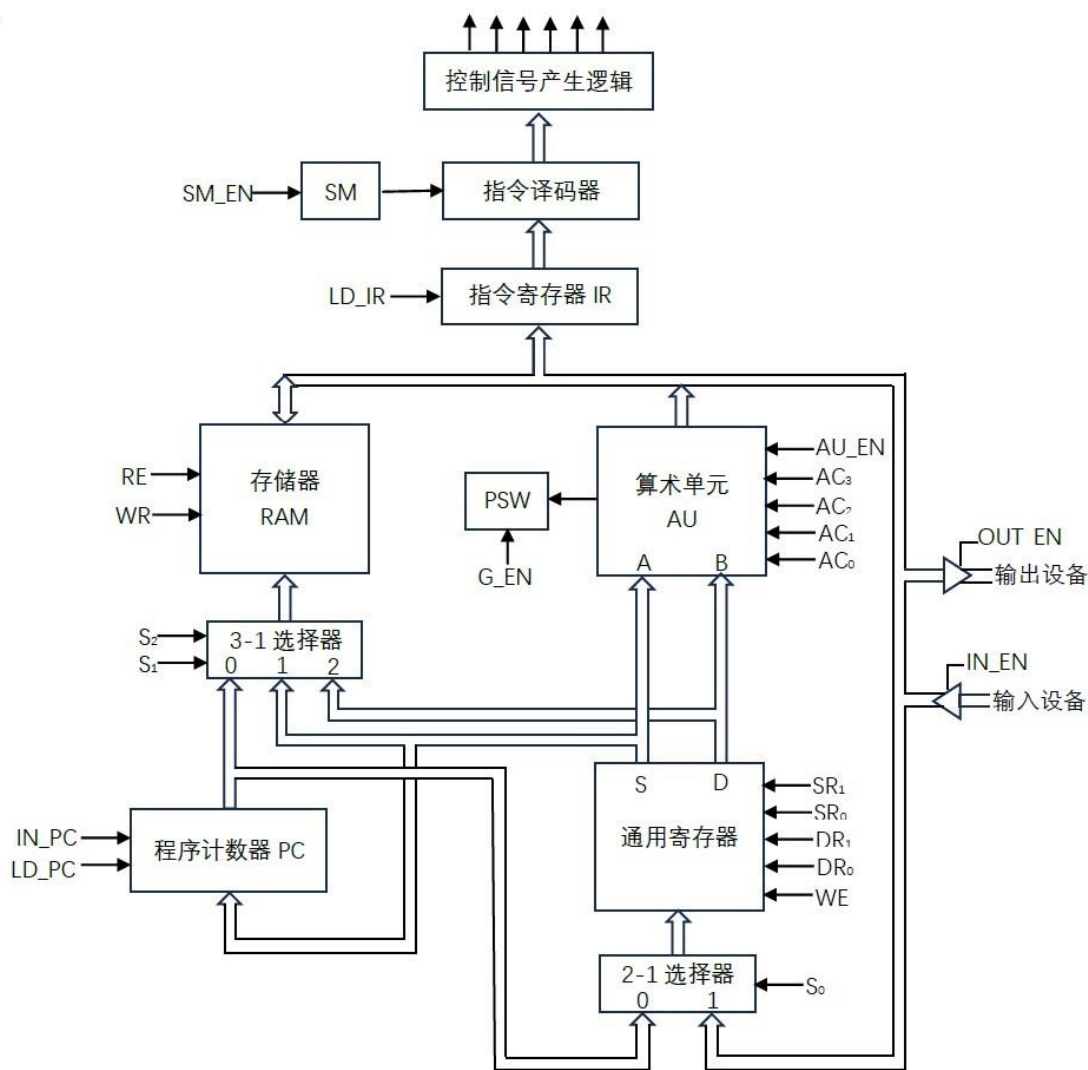 控制信号产生逻辑
SM_EN
SM
指令译码器
LD_IR
指令寄存器 IR
RE
WR
存储器
RAM
PSW
G_EN
算术单元
AU
A
B
AU_EN
AC₃
AC₂
AC₁
AC₀
OUT EN
输出设备
IN_EN
输入设备
S₂
S₁
3-1 选择器
0
1
2
IN_PC
LD_PC
程序计数器 PC
S
D
通用寄存器
SR₁
SR₀
DR₁
DR₀
WE
2-1 选择器
0
1
S₀